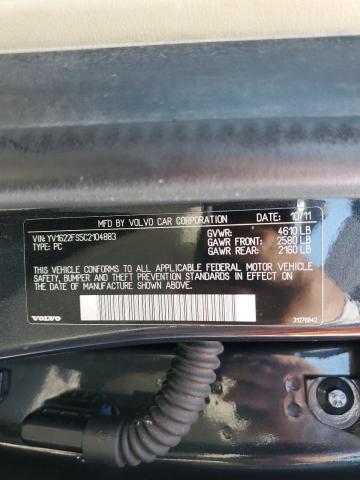 MFD BY VOLVO CAR CORPORATION DATE: 10/11
VIN: YV1622FS5C2104883 GVWR: 4610 LB
TYPE: PC GAWR FRONT: 2580 LB
GAWR REAR: 2160 LB
THIS VEHICLE CONFORMS TO ALL APPLICABLE FEDERAL MOTOR VEHICLE
SAFETY, BUMPER, AND THEFT PREVENTION STANDARDS IN EFFECT ON
THE DATE OF MANUFACTURE SHOWN ABOVE.
VOLVO